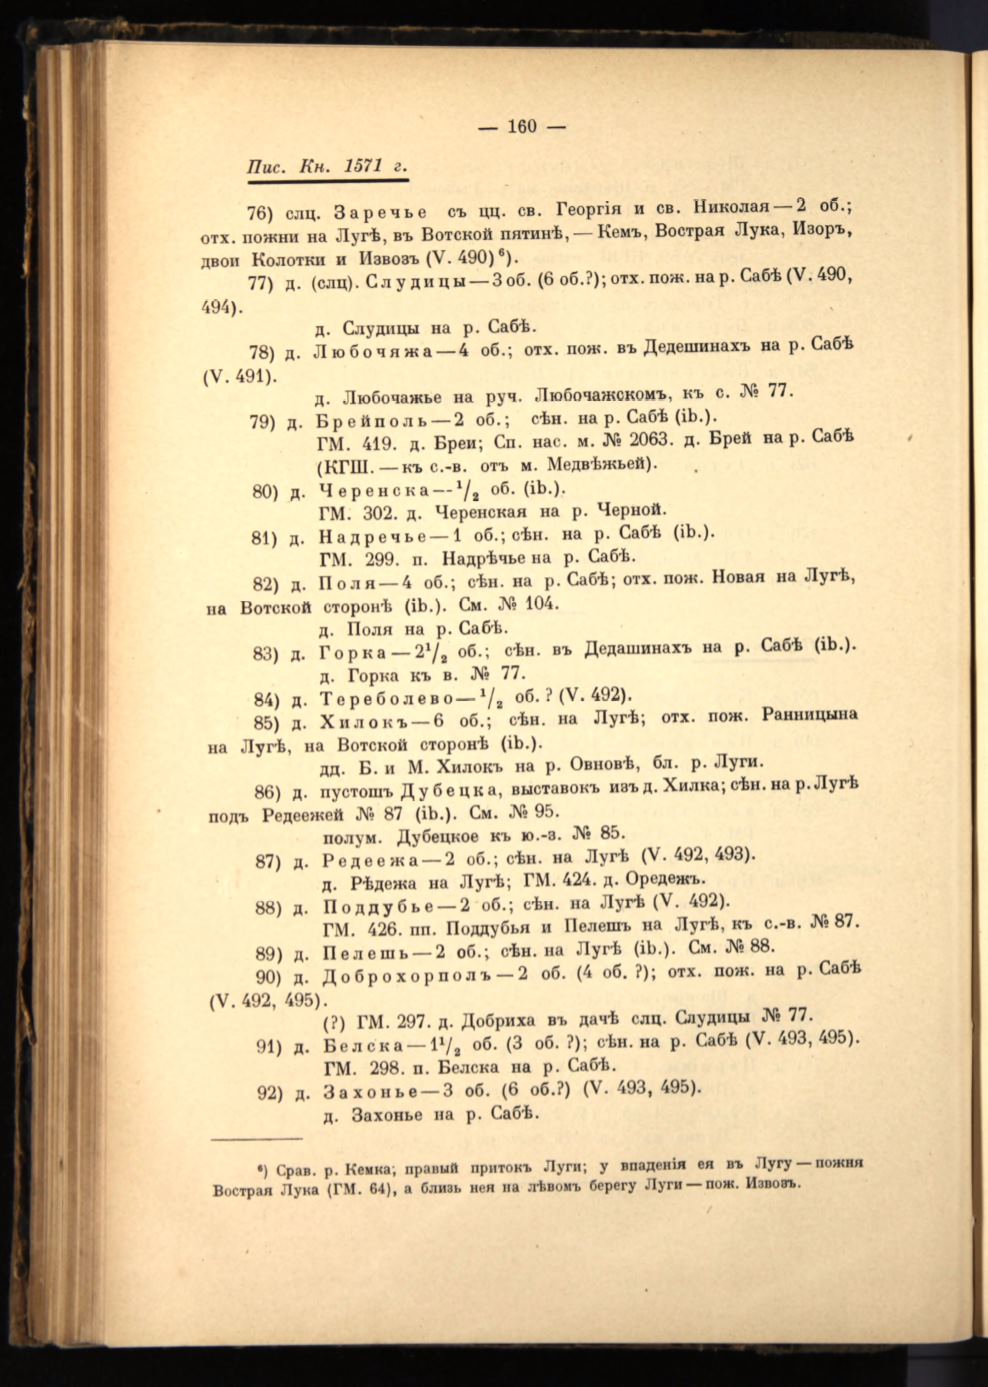 — 160 —
Пис. Кн. 1571 г.
76) слц. Заречье съ цц. св. Георгія и св. Николая — 2 об.;
отх. пожни на Лугѣ, въ Вотской пятинѣ, — Кемъ, Вострая Лука, Изоръ,
двои Колотки и Извозъ (V. 490) ⁶).
77) д. (слц). Слудицы — 3 об. (6 об.?); отх. пож. на р. Сабѣ (V. 490,
494).
д. Слудицы на р. Сабѣ.
78) д. Любочяжа — 4 об.; отх. пож. въ Дедешинахъ на р. Сабѣ
(V. 491).
д. Любочажье на руч. Любочажскомъ, къ с. № 77.
79) д. Брейполь — 2 об.; сѣн. на р. Сабѣ (ib.).
ГМ. 419. д. Бреи; Сп. нас. м. № 2063. д. Брей на р. Сабѣ
(КГШ. — къ с.-в. отъ м. Медвѣжьей).
80) д. Черенска — ¹/₂ об. (ib.).
ГМ. 302. д. Черенская на р. Черной.
81) д. Надречье — 1 об.; сѣн. на р. Сабѣ (ib.).
ГМ. 299. п. Надрѣчье на р. Сабѣ.
82) д. Поля — 4 об.; сѣн. на р. Сабѣ; отх. пож. Новая на Лугѣ,
на Вотской сторонѣ (ib.). См. № 104.
д. Поля на р. Сабѣ.
83) д. Горка — 2¹/₂ об.; сѣн. въ Дедашинахъ на р. Сабѣ (ib.).
д. Горка къ в. № 77.
84) д. Тереболево — ¹/₂ об. ? (V. 492).
85) д. Хилокъ — 6 об.; сѣн. на Лугѣ; отх. пож. Ранницына
на Лугѣ, на Вотской сторонѣ (ib.).
дд. Б. и М. Хилокъ на р. Овновѣ, бл. р. Луги.
86) д. пустошъ Дубецка, выставокъ изъ д. Хилка; сѣн. на р. Лугѣ
подъ Редеежей № 87 (ib.). См. № 95.
полум. Дубецкое къ ю.-з. № 85.
87) д. Редеежа — 2 об.; сѣн. на Лугѣ (V. 492, 493).
д. Рѣдежа на Лугѣ; ГМ. 424. д. Оредежъ.
88) д. Поддубье — 2 об.; сѣн. на Лугѣ (V. 492).
ГМ. 426. пп. Поддубья и Пелешъ на Лугѣ, къ с.-в. № 87.
89) д. Пелешь — 2 об.; сѣн. на Лугѣ (ib.). См. № 88.
90) д. Доброхорполъ — 2 об. (4 об. ?); отх. пож. на р. Сабѣ
(V. 492, 495).
(?) ГМ. 297. д. Добриха въ дачѣ слц. Слудицы № 77.
91) д. Белска — 1¹/₂ об. (3 об. ?); сѣн. на р. Сабѣ (V. 493, 495).
ГМ. 298. п. Белска на р. Сабѣ.
92) д. Захонье — 3 об. (6 об.?) (V. 493, 495).
д. Захонье на р. Сабѣ.
⁶) Срав. р. Кемка; правый притокъ Луги; у впаденія ея въ Лугу — пожня
Вострая Лука (ГМ. 64), а близь нея на лѣвомъ берегу Луги — пож. Извозъ.